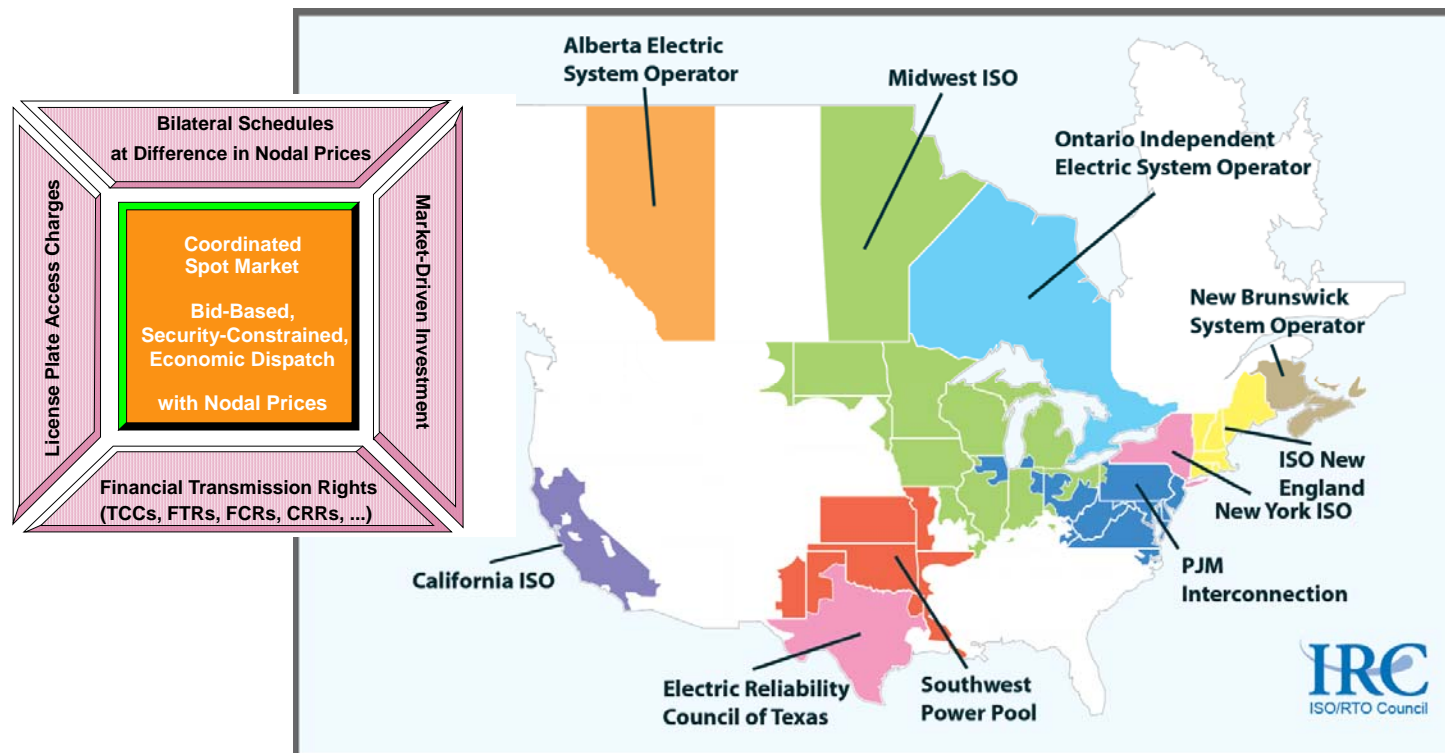 Bilateral Schedules
at Difference in Nodal Prices
License Plate Access Charges
Coordinated
Spot Market
Bid-Based,
Security-Constrained,
Economic Dispatch
with Nodal Prices
Market-Driven Investment
Financial Transmission Rights
(TCCs, FTRs, FCRs, CRRs, ...)
Alberta Electric
System Operator
Midwest ISO
Ontario Independent
Electric System Operator
New Brunswick
System Operator
ISO New
England
New York ISO
PJM
Interconnection
California ISO
Electric Reliability
Council of Texas
Southwest
Power Pool
IRC
ISO/RTO Council